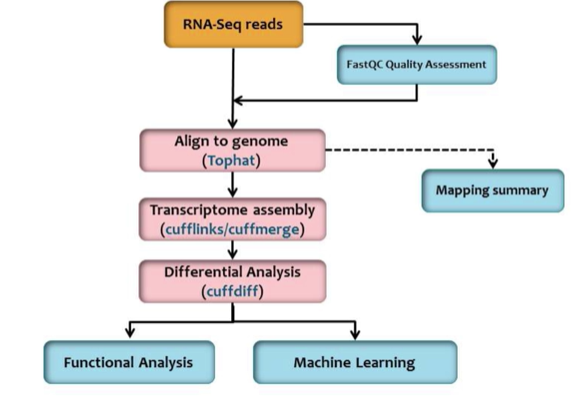 RNA-Seq reads
FastQC Quality Assessment
Align to genome
(Tophat)
Mapping summary
Transcriptome assembly
(cufflinks/cuffmerge)
Differential Analysis
(cuffdiff)
Functional Analysis
Machine Learning